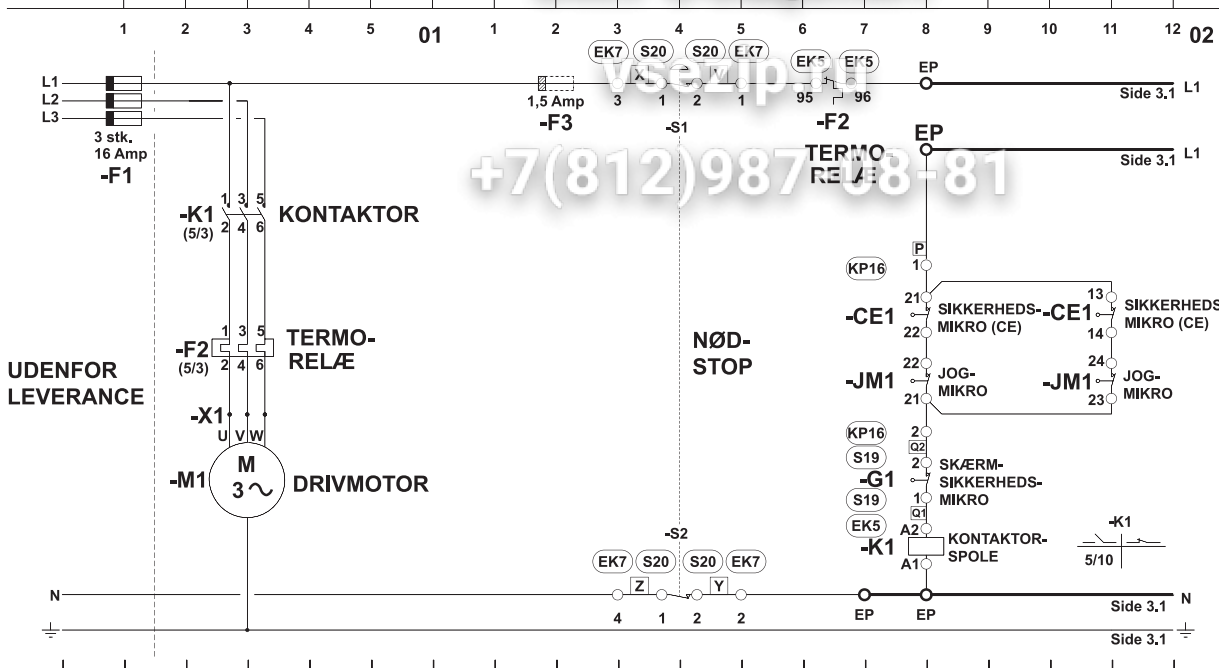 1 2 3 4 5 01 1 2 3 4 5 6 7 8 9 10 11 12 02
EK7 S20 S20 EK7
EK5 EK5
EP
vsezip.ru
L1
L2
L3
X V
3 1 2 1
95 96
Side 3.1 L1
3 stk.
16 Amp
-F1
1,5 Amp
-F3
-S1
-F2
TERMO-
RELÆ
EP
Side 3.1 L1
+7(812)987-08-81
-K1
(5/3)
1 3 5
2 4 6
KONTAKTOR
P
KP16 1
-CE1
21
22
SIKKERHEDS-
MIKRO (CE)
-CE1
13
14
SIKKERHEDS
MIKRO (CE)
-F2
(5/3)
1 3 5
2 4 6
TERMO-
RELÆ
NØD-
STOP
UDENFOR
LEVERANCE
-JM1
22
21
JOG-
MIKRO
-JM1
24
23
JOG-
MIKRO
-X1
U V W
-M1
M
3
DRIVMOTOR
KP16 2
Q2
S19 2
-G1
SKÆRM-
SIKKERHEDS-
MIKRO
S19 1
Q1
EK5 A2
-K1
A1
KONTAKTOR-
SPOLE
-K1
5/10
-S2
EK7 S20 S20 EK7
N
Z Y
4 1 2 2
EP EP
Side 3.1 N
Side 3.1